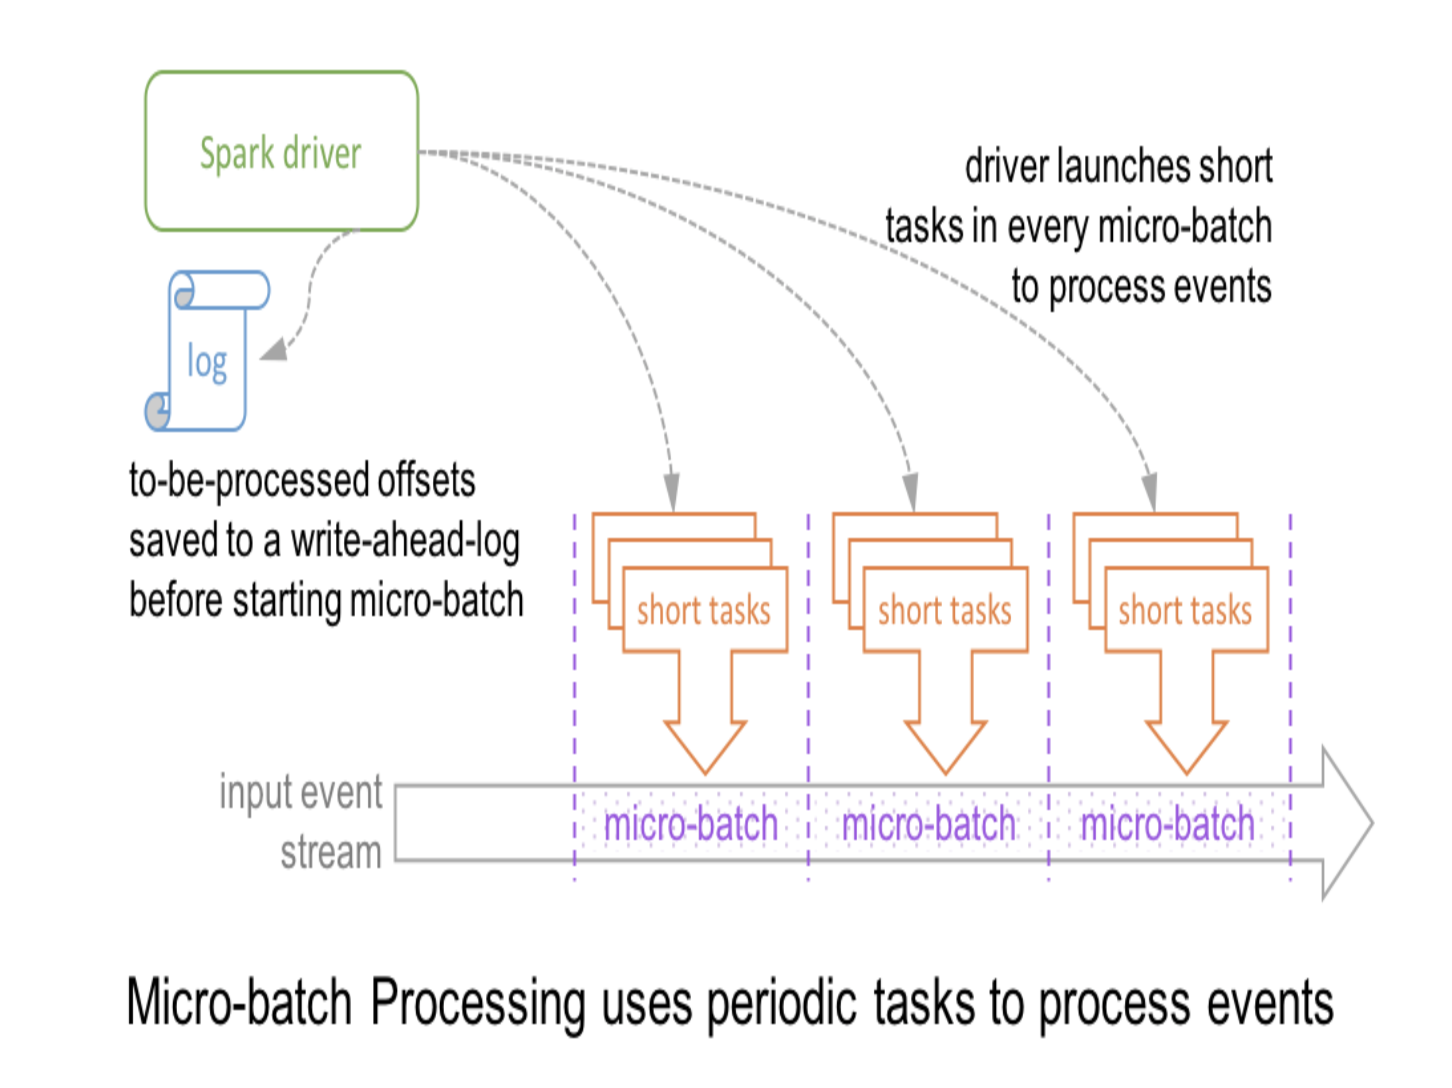 Spark driver
driver launches short
tasks in every micro-batch
to process events
log
to-be-processed offsets
saved to a write-ahead-log
before starting micro-batch
short tasks
short tasks
short tasks
input event
stream
micro-batch
micro-batch
micro-batch
Micro-batch Processing uses periodic tasks to process events